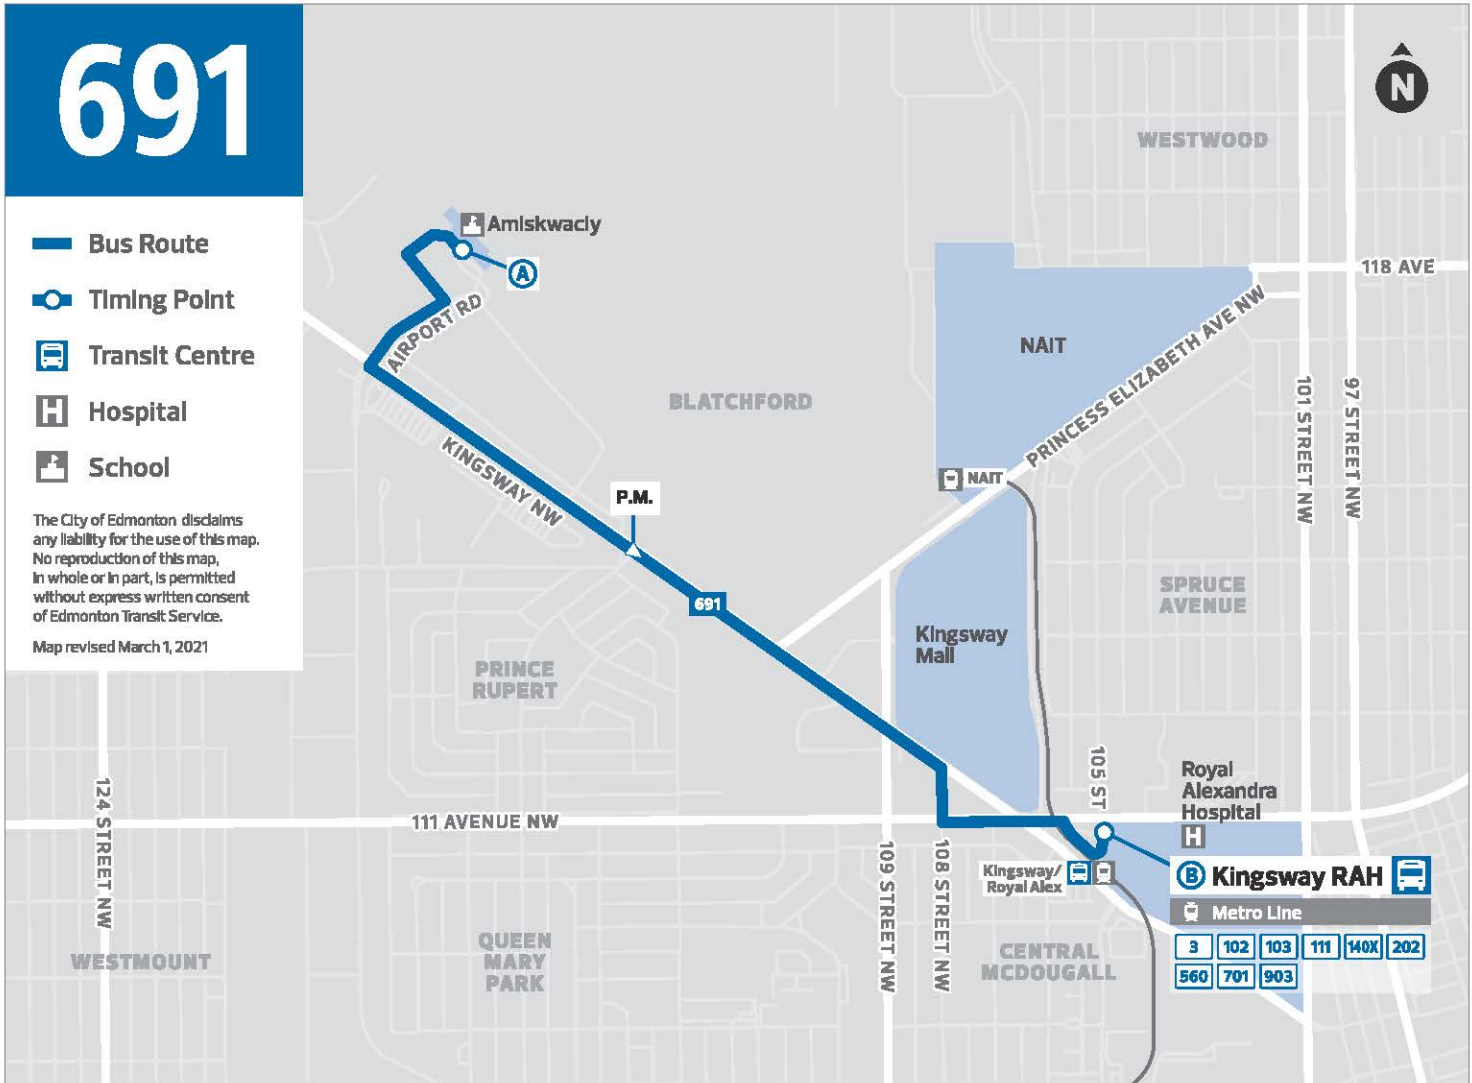 691
Bus Route
Timing Point
Transit Centre
H
Hospital
School
The City of Edmonton disclaims
any liability for the use of this map.
No reproduction of this map,
in whole or in part, is permitted
without express written consent
of Edmonton Transit Service.
Map revised March 1, 2021
N
WESTWOOD
Amiskwaciy
A
118 AVE
AIRPORT RD
NAIT
PRINCESS ELIZABETH AVE NW
BLATCHFORD
101 STREET NW
97 STREET NW
KINGSWAY NW
NAIT
P.M.
691
SPRUCE
AVENUE
Kingsway
Mall
PRINCE
RUPERT
105 ST
Royal
Alexandra
Hospital
H
124 STREET NW
111 AVENUE NW
109 STREET NW
108 STREET NW
Kingsway/
Royal Alex
B Kingsway RAH
Metro Line
3 102 103 111 140X 202
560 701 903
WESTMOUNT
QUEEN
MARY
PARK
CENTRAL
MCDOUGALL